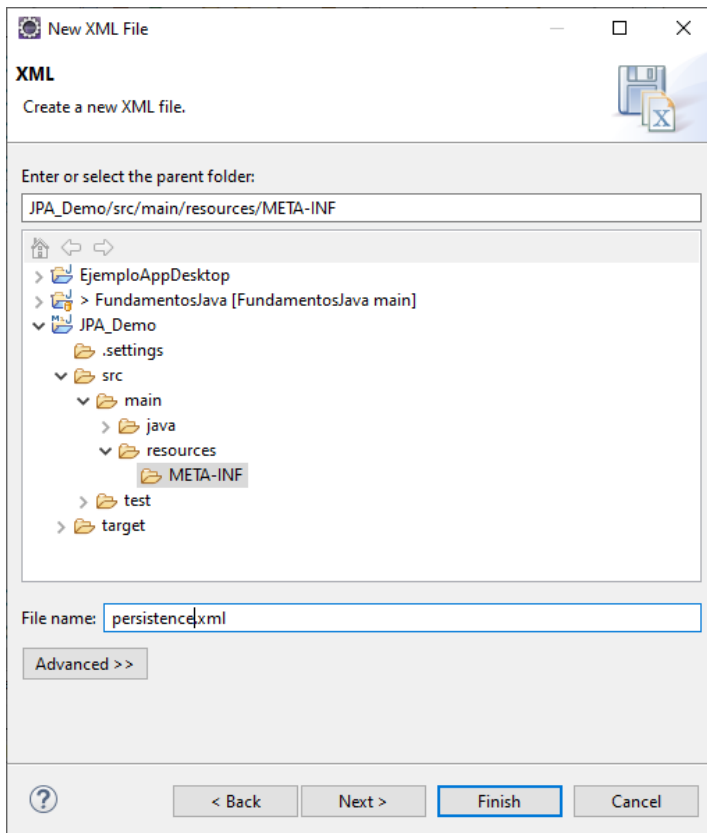 New XML File
XML
Create a new XML file.
Enter or select the parent folder:
JPA_Demo/src/main/resources/META-INF
EjemploAppDesktop
> FundamentosJava [FundamentosJava main]
JPA_Demo
.settings
src
main
java
resources
META-INF
test
target
File name: persistence.xml
Advanced >>
< Back Next > Finish Cancel